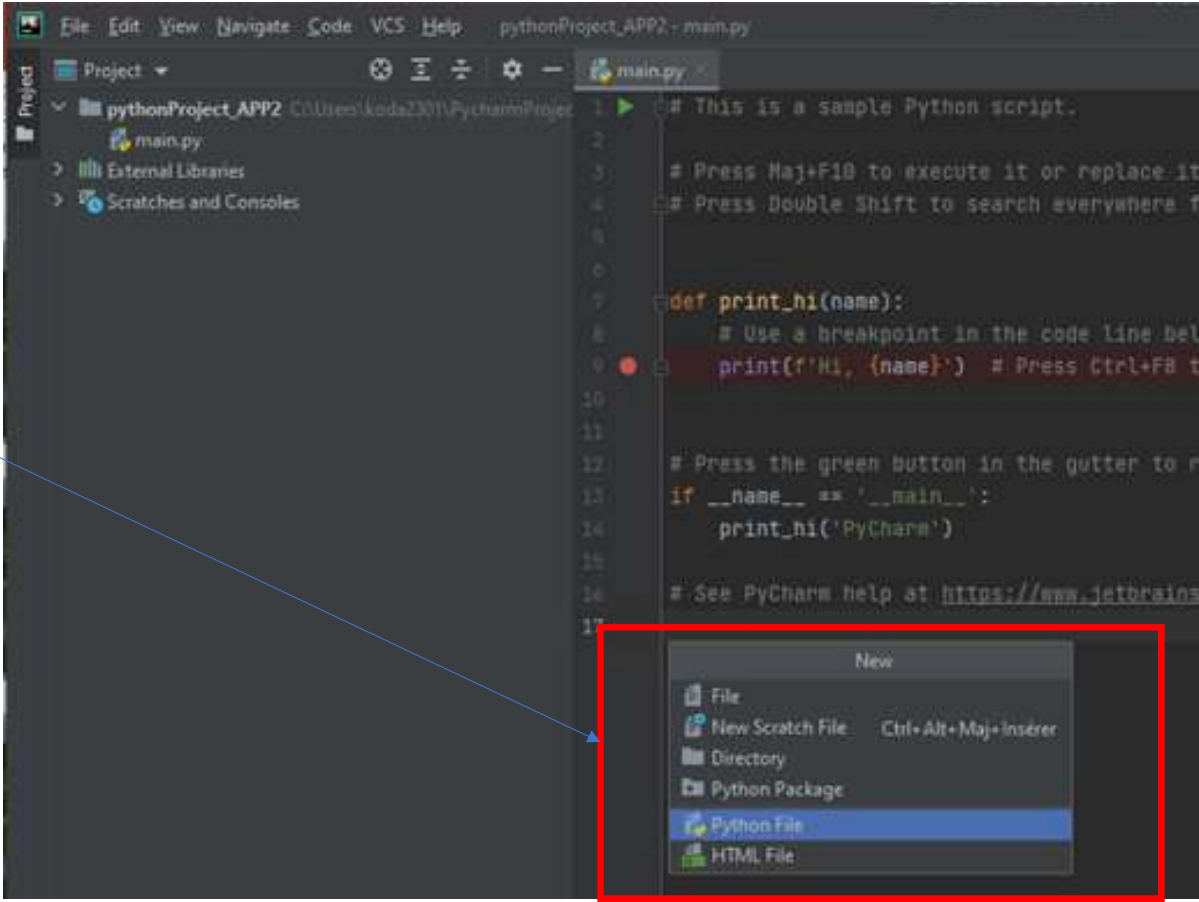 File Edit View Navigate Code VCS Help pythonProject_APP2 - main.py
Project
Project
main.py
pythonProject_APP2 C:\Users\koda2301\PycharmProjec
main.py
External Libraries
Scratches and Consoles
1 # This is a sample Python script.
2
3 # Press Maj+F10 to execute it or replace it
4 # Press Double Shift to search everywhere f
5
6
7 def print_hi(name):
8 # Use a breakpoint in the code line bel
9 print(f'Hi, {name}') # Press Ctrl+F8 t
10
11
12 # Press the green button in the gutter to r
13 if __name__ == '__main__':
14 print_hi('PyCharm')
15
16 # See PyCharm help at https://www.jetbrains
17
New
File
New Scratch File Ctrl+Alt+Maj+Insérer
Directory
Python Package
Python File
HTML File